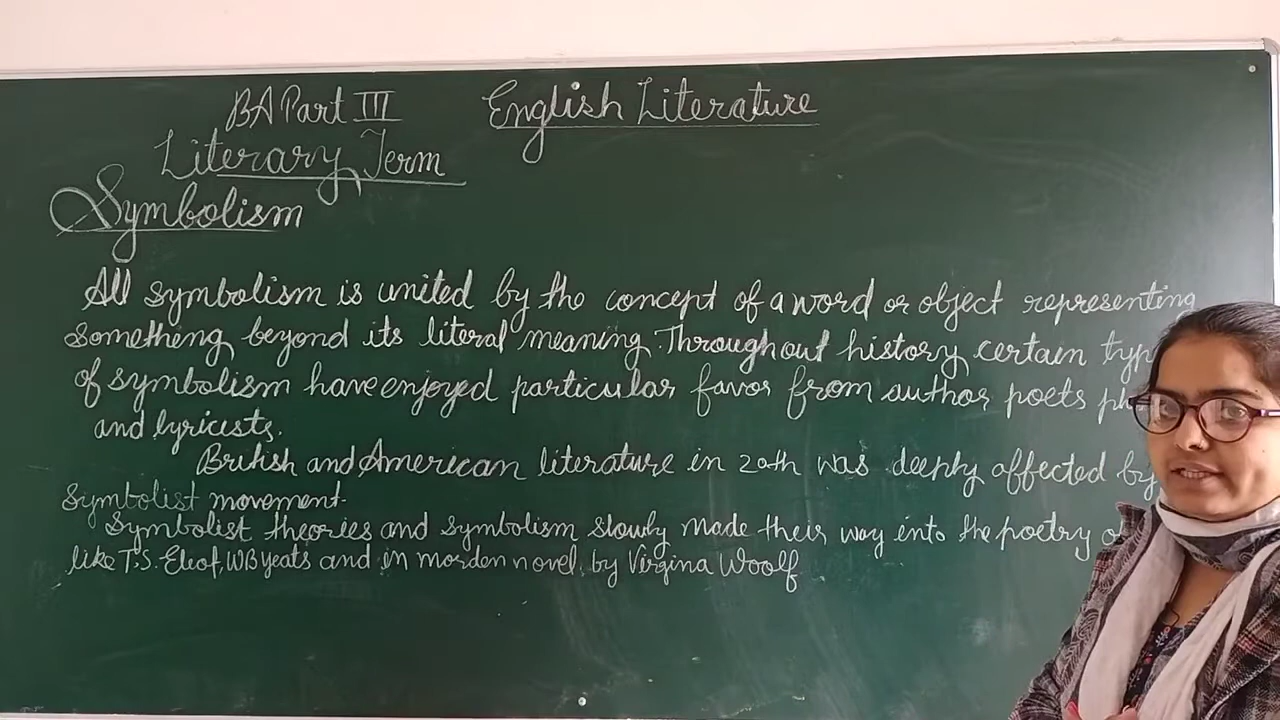 BA Part III English Literature
Literary Term
Symbolism
All symbolism is united by the concept of a word or object representing
something beyond its literal meaning. Throughout history, certain typ
of symbolism have enjoyed particular favor from author poets
and lyricists.
British and American literature in 20th was deeply affected by
Symbolist movement.
Symbolist theories and symbolism slowly made their way into the poetry
like T.S. Eliot, WB yeats and in morden novel, by Virgina Woolf